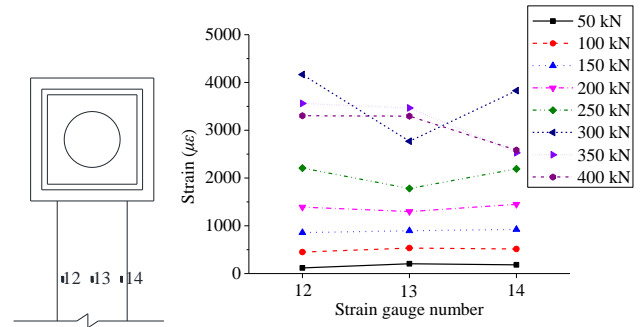 12 13 14
Strain (με)
5000
4000
3000
2000
1000
0
12 13 14
Strain gauge number
50 kN
100 kN
150 kN
200 kN
250 kN
300 kN
350 kN
400 kN